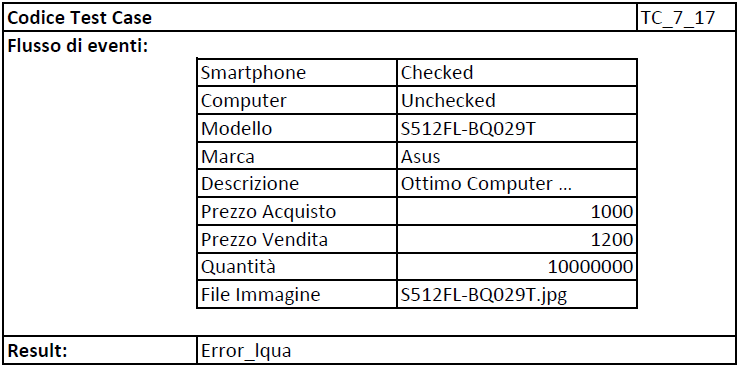 Codice Test Case TC_7_17
Flusso di eventi:
Smartphone Checked
Computer Unchecked
Modello S512FL-BQ029T
Marca Asus
Descrizione Ottimo Computer ...
Prezzo Acquisto 1000
Prezzo Vendita 1200
Quantità 10000000
File Immagine S512FL-BQ029T.jpg
Result: Error_lqua